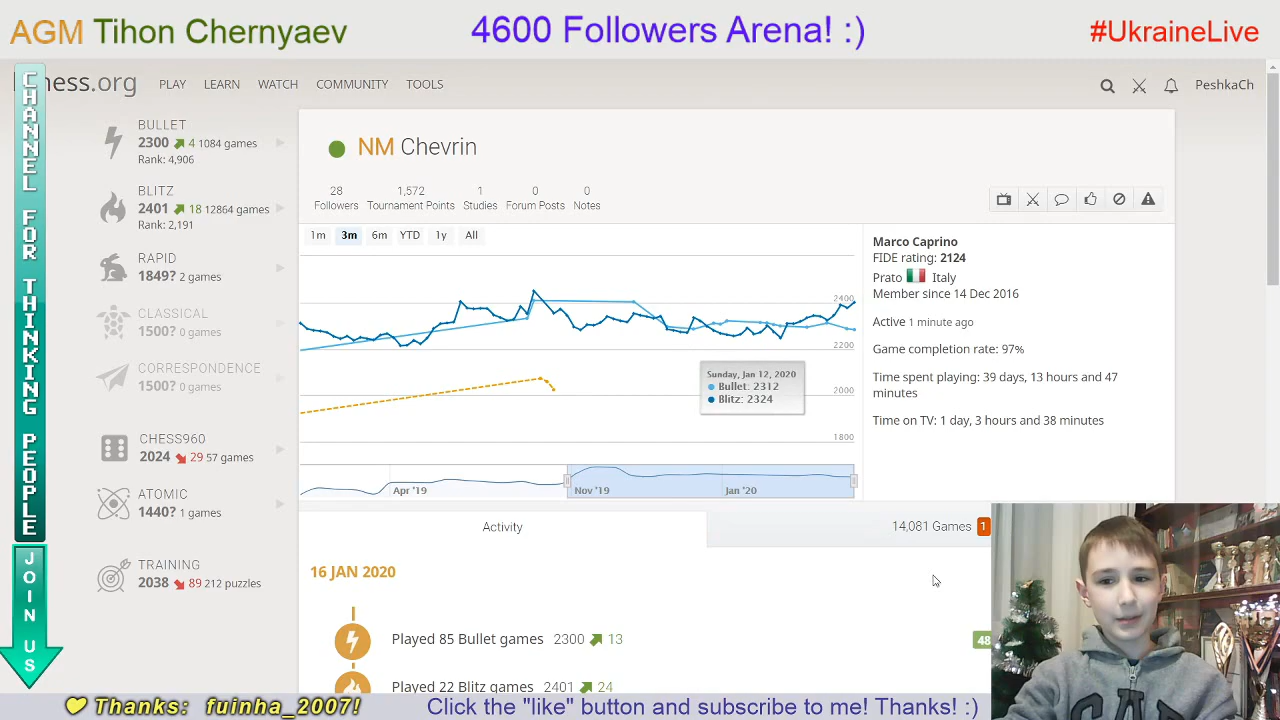 AGM Tihon Chernyaev
4600 Followers Arena! :)
#UkraineLive
hess.org
PLAY
LEARN
WATCH
COMMUNITY
TOOLS
PeshkaCh
CHANNEL FOR THINKING PEOPLE
JOIN US
BULLET
2300 4 1084 games
Rank: 4,906
BLITZ
2401 18 12864 games
Rank: 2,191
RAPID
1849? 2 games
CLASSICAL
1500? 0 games
CORRESPONDENCE
1500? 0 games
CHESS960
2024 29 57 games
ATOMIC
1440? 1 games
TRAINING
2038 89 212 puzzles
NM Chevrin
28 1,572 1 0 0
Followers Tournament Points Studies Forum Posts Notes
1m 3m 6m YTD 1y All
2400
2200
2000
1800
Sunday, Jan 12, 2020
Bullet: 2312
Blitz: 2324
Apr '19 Nov '19 Jan '20
Marco Caprino
FIDE rating: 2124
Prato Italy
Member since 14 Dec 2016
Active 1 minute ago
Game completion rate: 97%
Time spent playing: 39 days, 13 hours and 47
minutes
Time on TV: 1 day, 3 hours and 38 minutes
Activity
14,081 Games 1
16 JAN 2020
Played 85 Bullet games 2300 13
48
Played 22 Blitz games 2401 24
Thanks: fuinha_2007!
Click the "like" button and subscribe to me! Thanks! :)